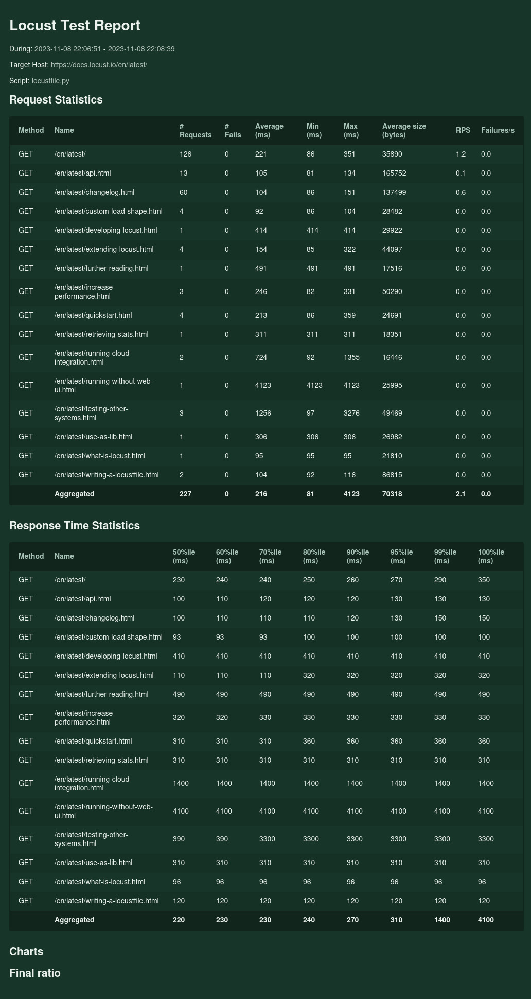 Locust Test Report
During: 2023-11-08 22:06:51 - 2023-11-08 22:08:39
Target Host: https://docs.locust.io/en/latest/
Script: locustfile.py
Request Statistics
Method Name # Requests # Fails Average (ms) Min (ms) Max (ms) Average size (bytes) RPS Failures/s
GET /en/latest/ 126 0 221 86 351 35890 1.2 0.0
GET /en/latest/api.html 13 0 105 81 134 165752 0.1 0.0
GET /en/latest/changelog.html 60 0 104 86 151 137499 0.6 0.0
GET /en/latest/custom-load-shape.html 4 0 92 86 104 28482 0.0 0.0
GET /en/latest/developing-locust.html 1 0 414 414 414 29922 0.0 0.0
GET /en/latest/extending-locust.html 4 0 154 85 322 44097 0.0 0.0
GET /en/latest/further-reading.html 1 0 491 491 491 17516 0.0 0.0
GET /en/latest/increase-performance.html 3 0 246 82 331 50290 0.0 0.0
GET /en/latest/quickstart.html 4 0 213 86 359 24691 0.0 0.0
GET /en/latest/retrieving-stats.html 1 0 311 311 311 18351 0.0 0.0
GET /en/latest/running-cloud-integration.html 2 0 724 92 1355 16446 0.0 0.0
GET /en/latest/running-without-web-ui.html 1 0 4123 4123 4123 25995 0.0 0.0
GET /en/latest/testing-other-systems.html 3 0 1256 97 3276 49469 0.0 0.0
GET /en/latest/use-as-lib.html 1 0 306 306 306 26982 0.0 0.0
GET /en/latest/what-is-locust.html 1 0 95 95 95 21810 0.0 0.0
GET /en/latest/writing-a-locustfile.html 2 0 104 92 116 86815 0.0 0.0
Aggregated 227 0 216 81 4123 70318 2.1 0.0
Response Time Statistics
Method Name 50%ile (ms) 60%ile (ms) 70%ile (ms) 80%ile (ms) 90%ile (ms) 95%ile (ms) 99%ile (ms) 100%ile (ms)
GET /en/latest/ 230 240 240 250 260 270 290 350
GET /en/latest/api.html 100 110 120 120 120 130 130 130
GET /en/latest/changelog.html 100 110 110 110 120 130 150 150
GET /en/latest/custom-load-shape.html 93 93 93 100 100 100 100 100
GET /en/latest/developing-locust.html 410 410 410 410 410 410 410 410
GET /en/latest/extending-locust.html 110 110 110 320 320 320 320 320
GET /en/latest/further-reading.html 490 490 490 490 490 490 490 490
GET /en/latest/increase-performance.html 320 320 330 330 330 330 330 330
GET /en/latest/quickstart.html 310 310 310 360 360 360 360 360
GET /en/latest/retrieving-stats.html 310 310 310 310 310 310 310 310
GET /en/latest/running-cloud-integration.html 1400 1400 1400 1400 1400 1400 1400 1400
GET /en/latest/running-without-web-ui.html 4100 4100 4100 4100 4100 4100 4100 4100
GET /en/latest/testing-other-systems.html 390 390 3300 3300 3300 3300 3300 3300
GET /en/latest/use-as-lib.html 310 310 310 310 310 310 310 310
GET /en/latest/what-is-locust.html 96 96 96 96 96 96 96 96
GET /en/latest/writing-a-locustfile.html 120 120 120 120 120 120 120 120
Aggregated 220 230 230 240 270 310 1400 4100
Charts
Final ratio